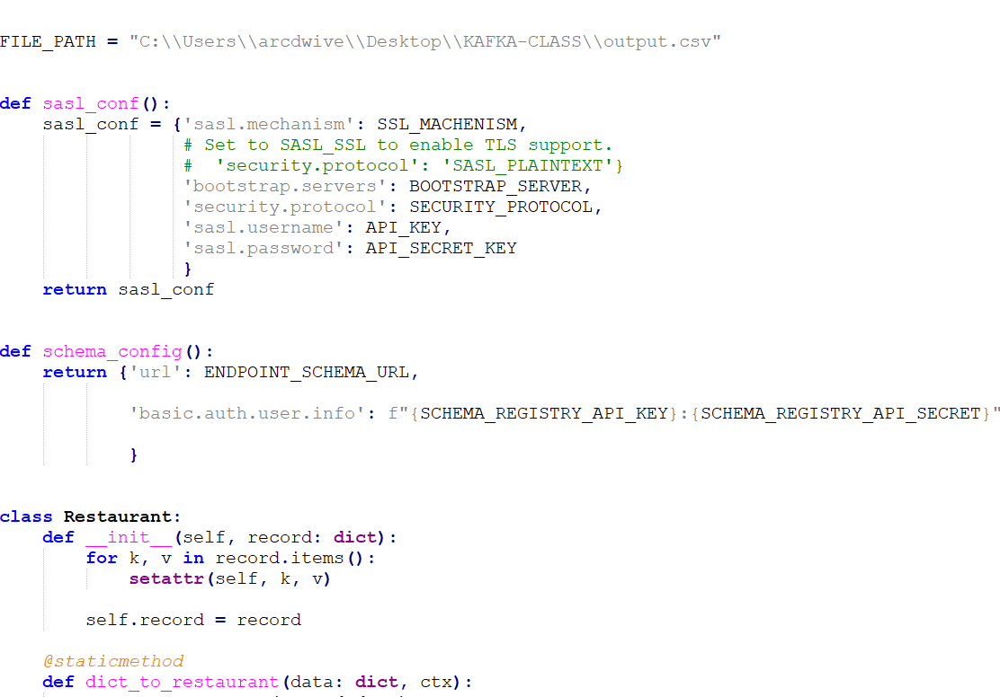 FILE_PATH = "C:\\Users\\arcdwive\\Desktop\\KAFKA-CLASS\\output.csv"
def sasl_conf():
sasl_conf = {'sasl.mechanism': SSL_MACHENISM,
# Set to SASL_SSL to enable TLS support.
#  'security.protocol': 'SASL_PLAINTEXT'}
'bootstrap.servers': BOOTSTRAP_SERVER,
'security.protocol': SECURITY_PROTOCOL,
'sasl.username': API_KEY,
'sasl.password': API_SECRET_KEY
}
return sasl_conf
def schema_config():
return {'url': ENDPOINT_SCHEMA_URL,
'basic.auth.user.info': f"{SCHEMA_REGISTRY_API_KEY}:{SCHEMA_REGISTRY_API_SECRET}"
}
class Restaurant:
def __init__(self, record: dict):
for k, v in record.items():
setattr(self, k, v)
self.record = record
@staticmethod
def dict_to_restaurant(data: dict, ctx):